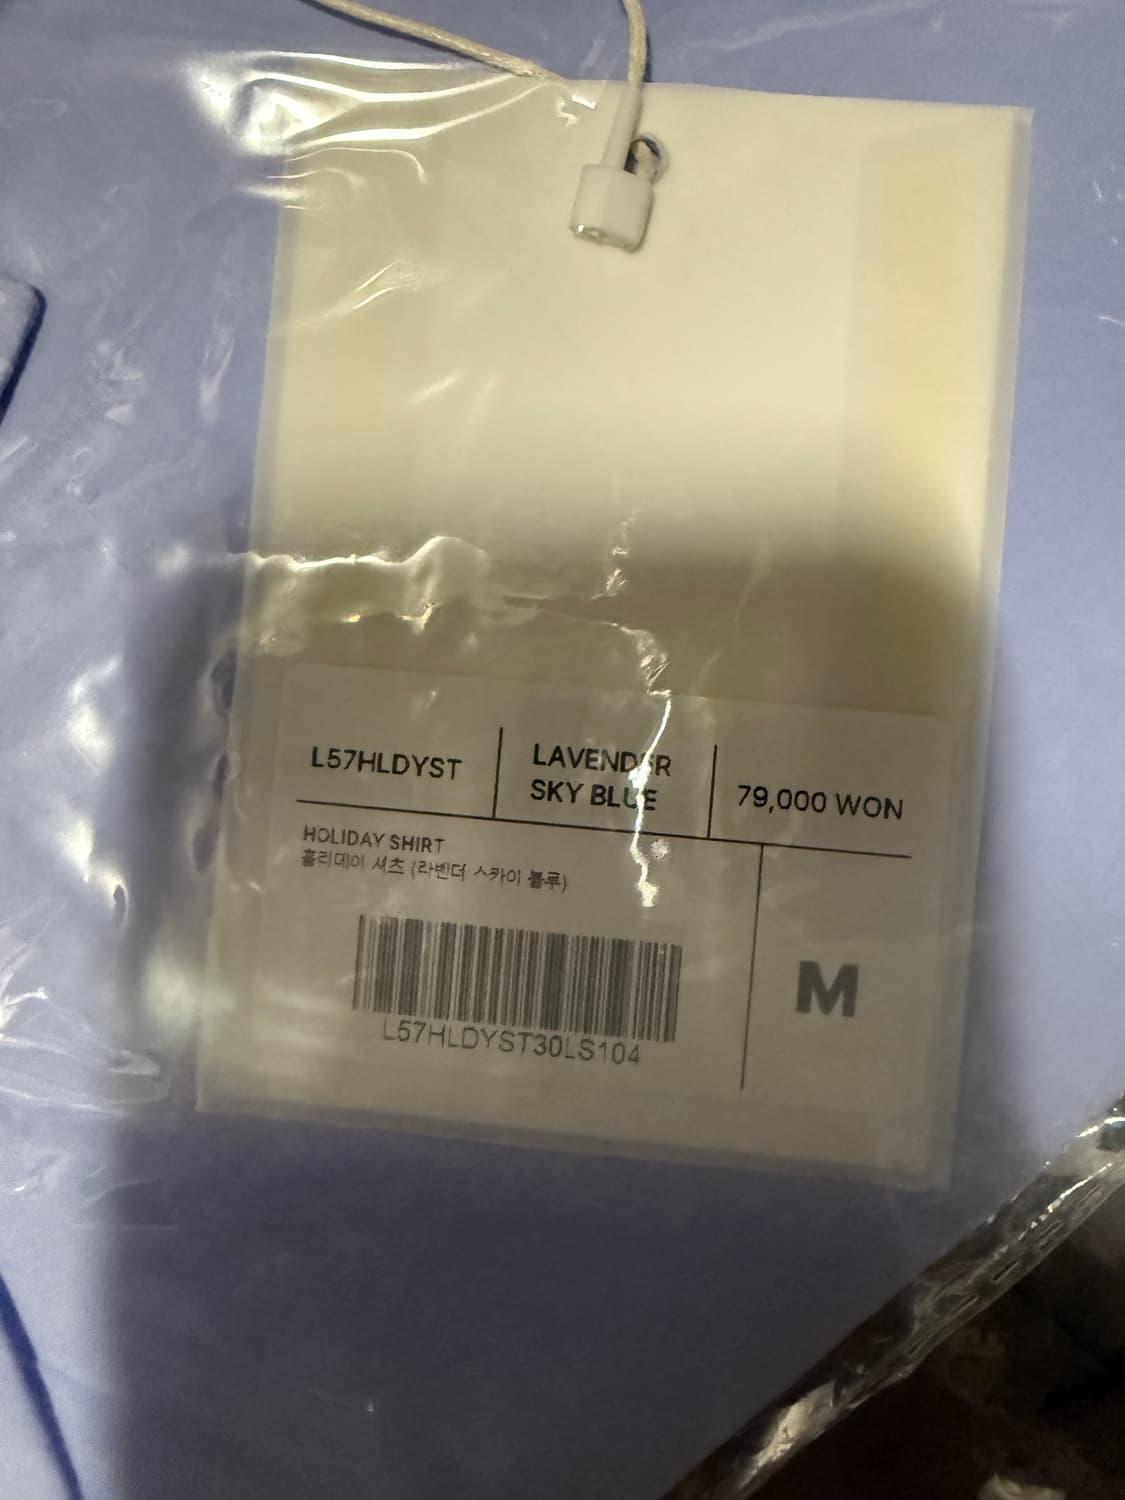 L57HLDYST
LAVENDER
SKY BLUE
79,000 WON
HOLIDAY SHIRT
홀리데이 셔츠 (라벤더 스카이 블루)
L57HLDYST30LS104
M